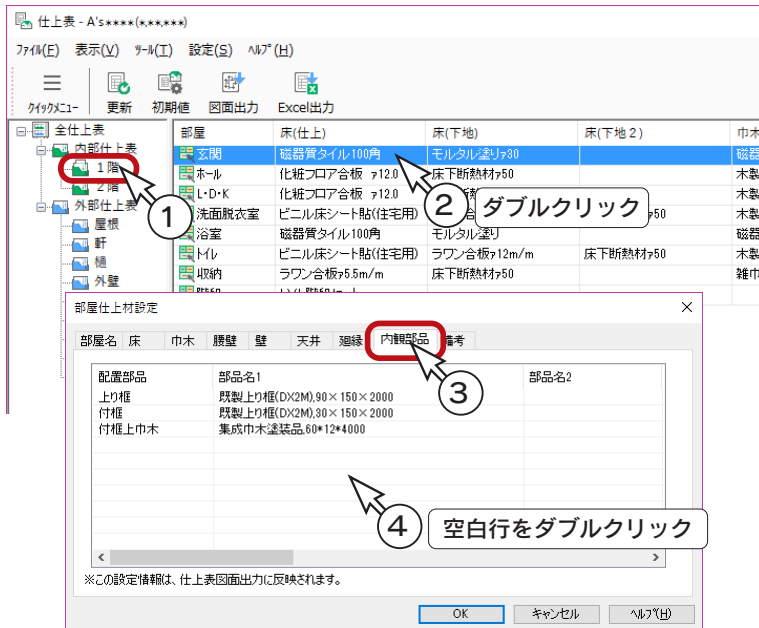 仕上表 - A's****(*,**,***)
ﾌｧｲﾙ(F) 表示(V) ﾂｰﾙ(T) 設定(S) ﾍﾙﾌﾟ(H)
ｸｲｯｸﾒﾆｭｰ 更新 初期値 図面出力 Excel出力
全仕上表
内部仕上表
1 階
2 階
外部仕上表
屋根
軒
樋
外壁
部屋 床(仕上) 床(下地) 床(下地２) 巾木
玄関 磁器質タイル100角 モルタル塗りｧ30 磁器
ホール 化粧フロア合板 ｧ12.0 床下断熱材ｧ50 木製
L・D・K 化粧フロア合板 ｧ12.0 床下断熱 木製
洗面脱衣室 ビニル床シート貼(住宅用) ｧ50 木製
浴室 ビニル 磁器質タイル100角 モルタル塗り 磁器
ﾄｲﾚ ビニル床シート貼(住宅用) ラワン合板ｧ12m/m 床下断熱材ｧ50 木製
収納 ラワン合板ｧ5.5m/m 床下断熱材ｧ50 雑巾
①
②
ダブルクリック
部屋仕上材設定
部屋名 床 巾木 腰壁 壁 天井 廻縁 内観部品 備考
③
配置部品 部品名1 部品名2
上り框 既製上り框(DX2M),90×150×2000
付框 既製上り框(DX2M),30×150×2000
付框上巾木 集成巾木塗装品,60*12*4000
④
空白行をダブルクリック
※この設定情報は、仕上表図面出力に反映されます。
OK キャンセル ﾍﾙﾌﾟ(H)